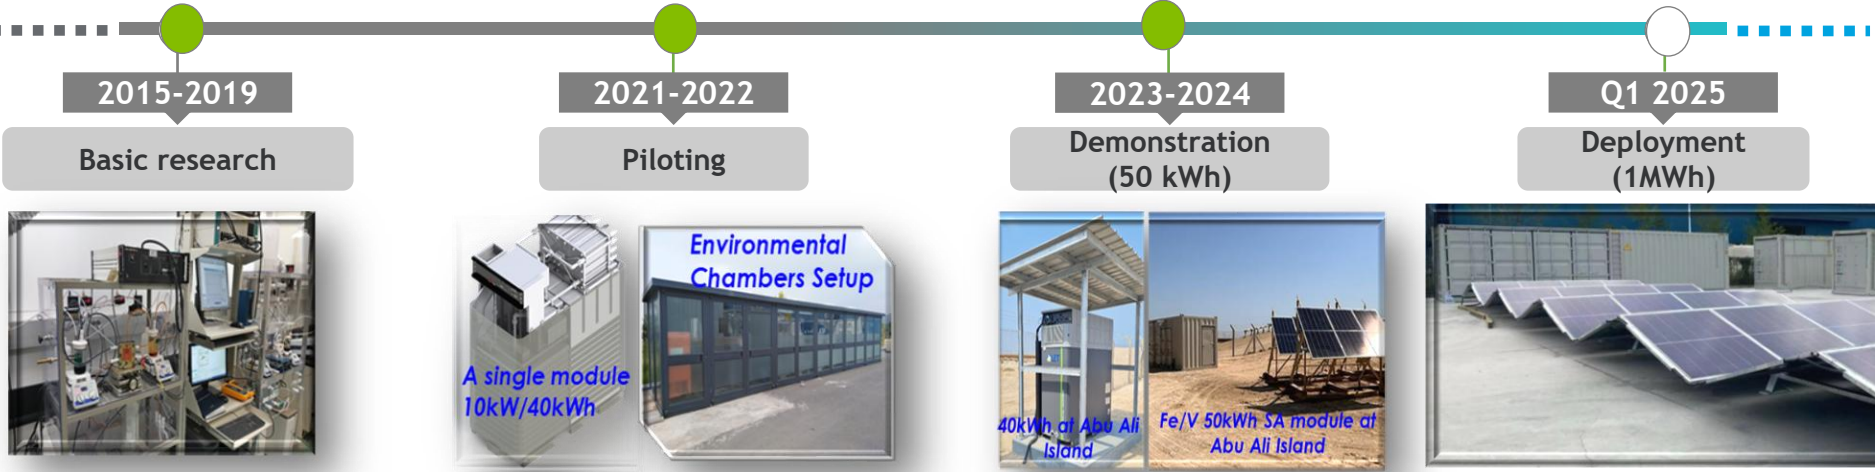 2015-2019
Basic research
2021-2022
Piloting
A single module
10kW/40kWh
Environmental
Chambers Setup
2023-2024
Demonstration
(50 kWh)
40kWh at Abu Ali
Island
Fe/V 50kWh SA module at
Abu Ali Island
Q1 2025
Deployment
(1MWh)